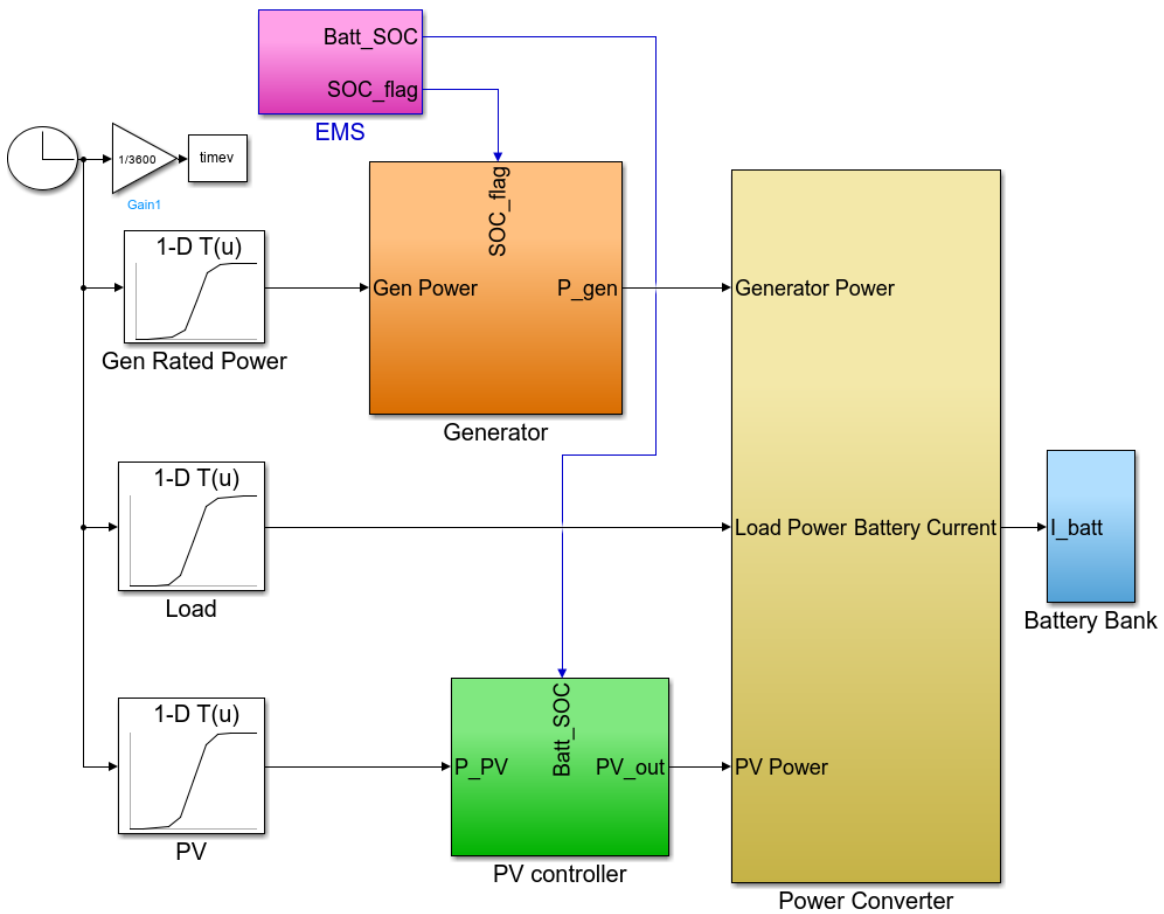 Batt_SOC
SOC_flag
EMS
1/3600
timev
Gain1
1-D T(u)
Gen Rated Power
SOC_flag
Gen Power
P_gen
Generator
Generator Power
1-D T(u)
Load
Load Power
Battery Current
I_batt
Battery Bank
1-D T(u)
PV
Batt_SOC
P_PV
PV_out
PV controller
PV Power
Power Converter